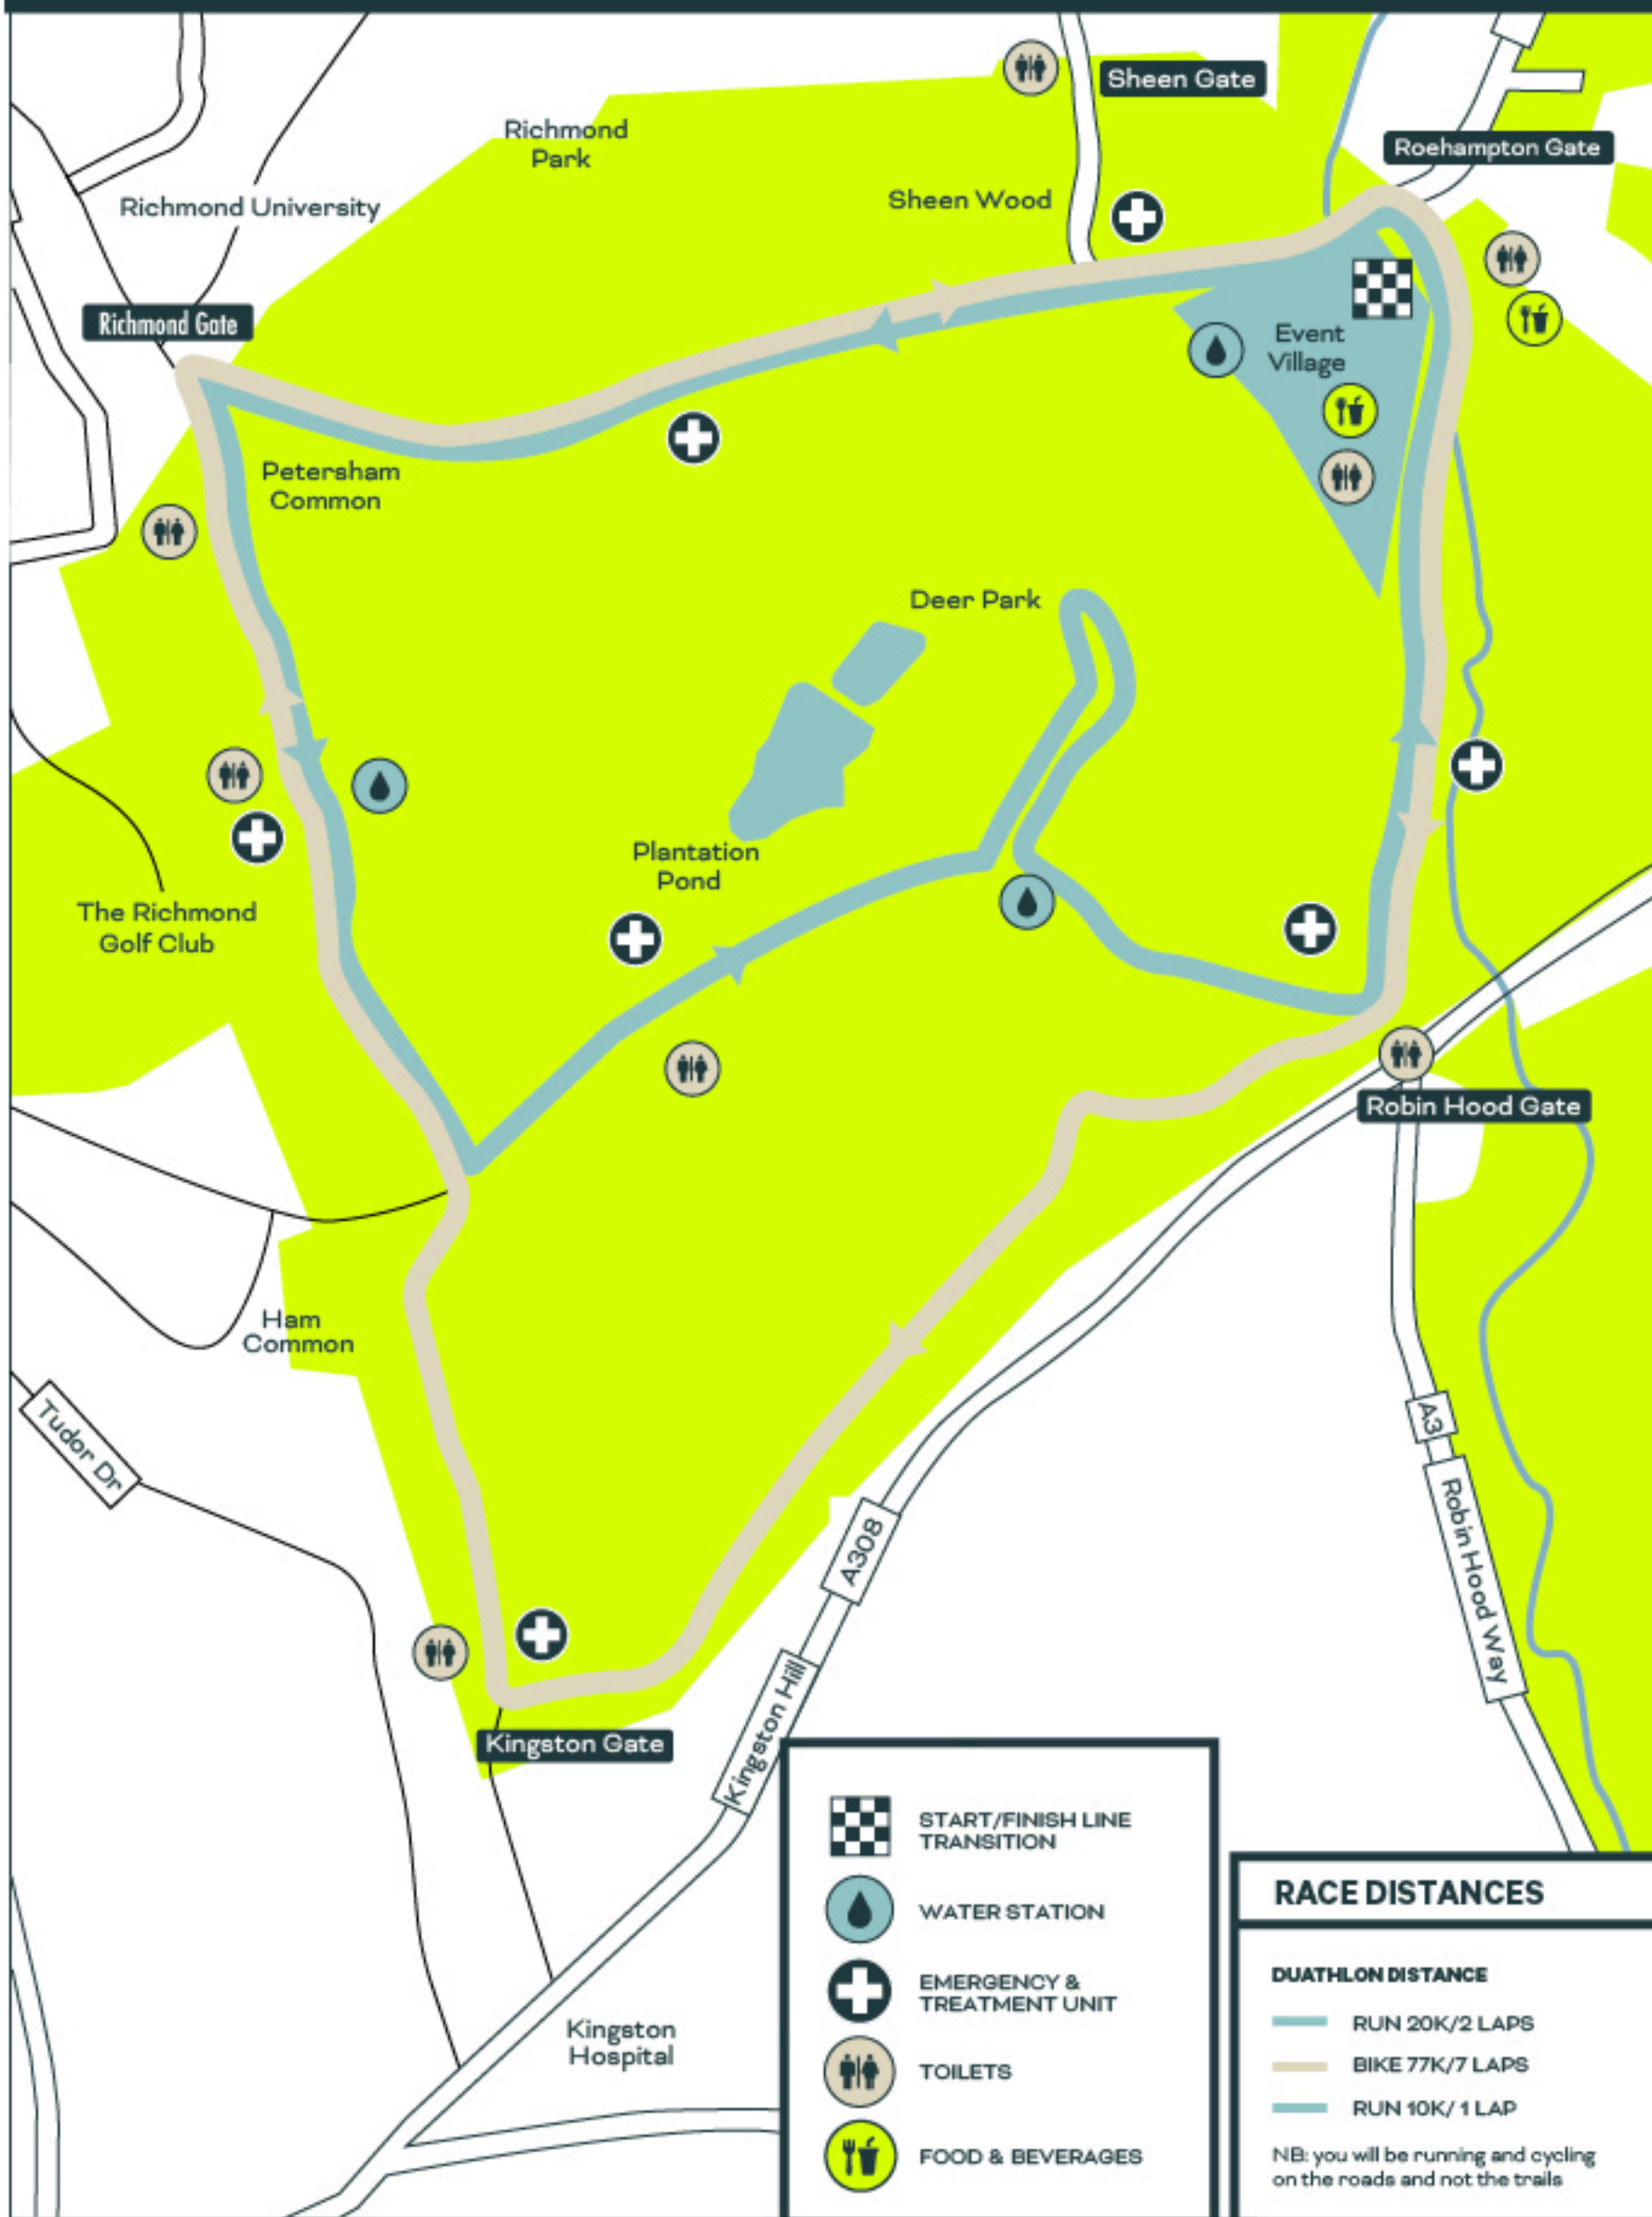 Sheen Gate
Roehampton Gate
Richmond
Park
Sheen Wood
Richmond University
Richmond Gate
Event
Village
Petersham
Common
Deer Park
Plantation
Pond
The Richmond
Golf Club
Robin Hood Gate
Ham
Common
Tudor Dr
A3
Robin Hood Way
A308
Kingston Hill
Kingston Gate
Kingston
Hospital
START/FINISH LINE
TRANSITION
WATER STATION
EMERGENCY &
TREATMENT UNIT
TOILETS
FOOD & BEVERAGES
RACE DISTANCES
DUATHLON DISTANCE
RUN 20K/2 LAPS
BIKE 77K/7 LAPS
RUN 10K/ 1 LAP
NB: you will be running and cycling
on the roads and not the trails